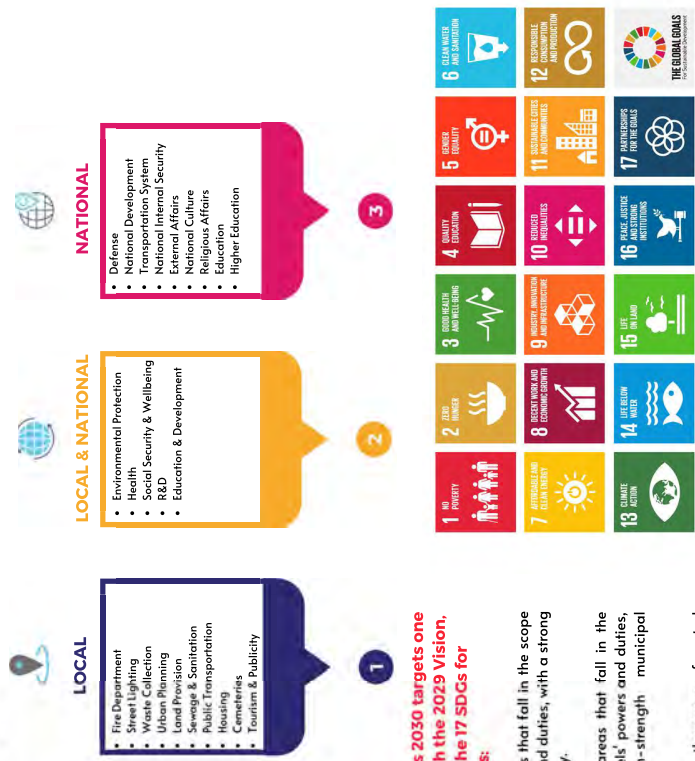 LOCAL
• Fire Department
• Street Lighting
• Waste Collection
• Urban Planning
• Land Provision
• Sewage & Sanitation
• Public Transportation
• Housing
• Cemeteries
• Tourism & Publicity
1
LOCAL & NATIONAL
• Environmental Protection
• Health
• Social Security & Wellbeing
• R&D
• Education & Development
2
NATIONAL
• Defense
• National Development
• Transportation System
• National Internal Security
• External Affairs
• National Culture
• Religious Affairs
• Education
• Higher Education
3
s 2030 targets one
h the 2029 Vision,
he 17 SDGs for
s:
s that fall in the scope
nd duties, with a strong
y.
areas that fall in the
els' powers and duties,
-strength municipal
1 NO
POVERTY
2 ZERO
HUNGER
3 GOOD HEALTH
AND WELL-BEING
4 QUALITY
EDUCATION
5 GENDER
EQUALITY
6 CLEAN WATER
AND SANITATION
7 AFFORDABLE AND
CLEAN ENERGY
8 DECENT WORK AND
ECONOMIC GROWTH
9 INDUSTRY, INNOVATION
AND INFRASTRUCTURE
10 REDUCED
INEQUALITIES
11 SUSTAINABLE CITIES
AND COMMUNITIES
12 RESPONSIBLE
CONSUMPTION
AND PRODUCTION
13 CLIMATE
ACTION
14 LIFE BELOW
WATER
15 LIFE
ON LAND
16 PEACE, JUSTICE
AND STRONG
INSTITUTIONS
17 PARTNERSHIPS
FOR THE GOALS
THE GLOBAL GOALS
For Sustainable Development